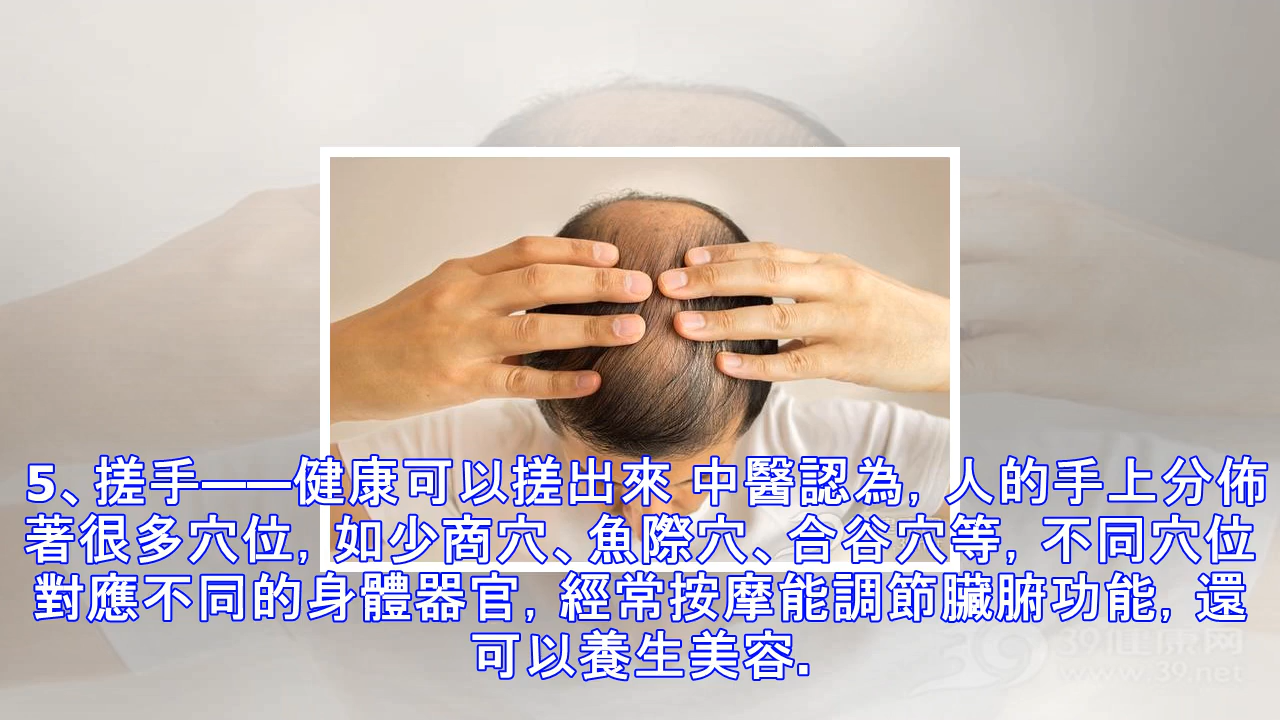 5、搓手——健康可以搓出來 中醫認為, 人的手上分佈
著很多穴位, 如少商穴、魚際穴、合谷穴等, 不同穴位
對應不同的身體器官, 經常按摩能調節臟腑功能, 還
可以養生美容.
39健康网
www.39.net